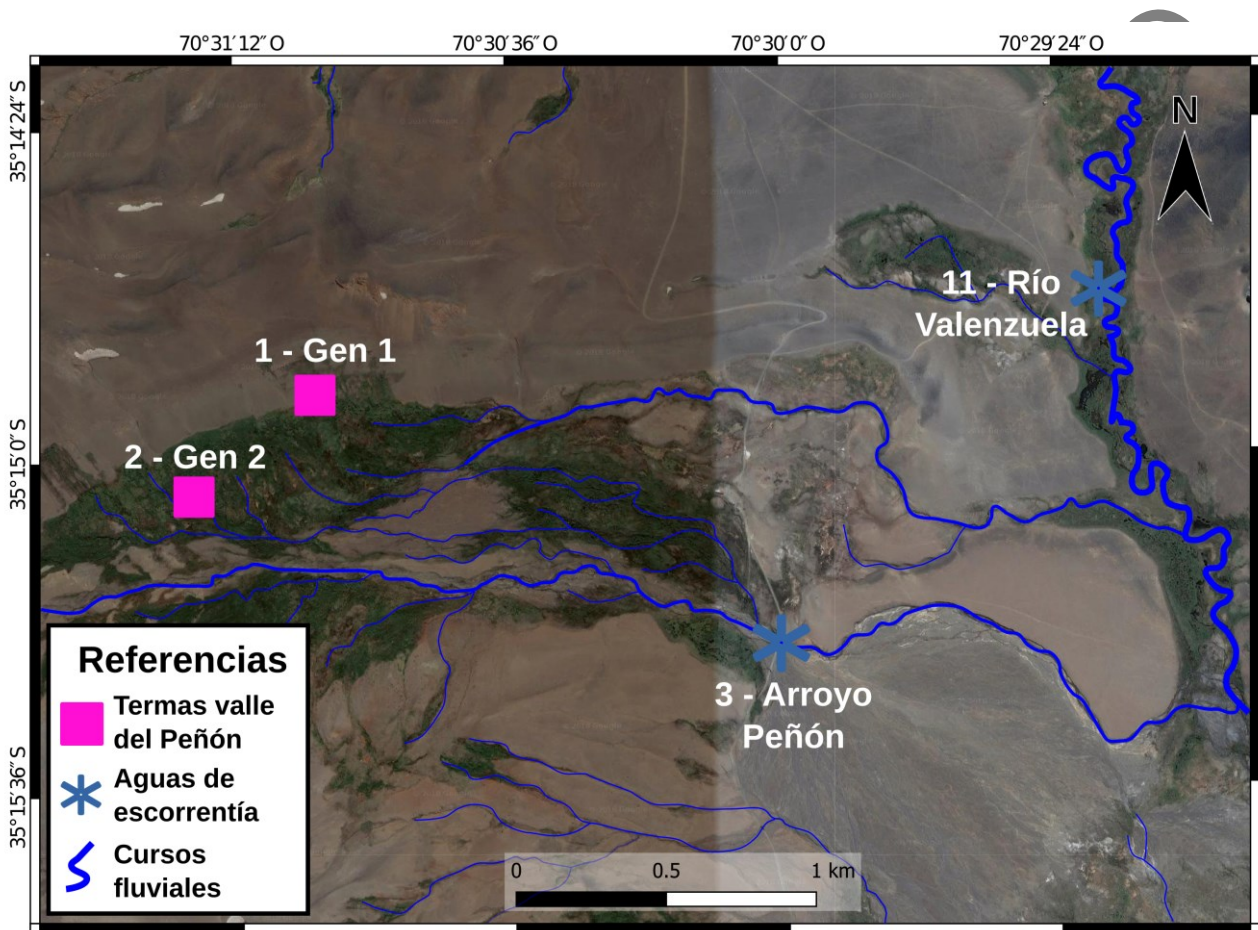 70°31′12″O 70°30′36″O 70°30′0″O 70°29′24″O
35°14′24″S
N
11 - Río
Valenzuela
1 - Gen 1
2 - Gen 2
35°15′0″S
3 - Arroyo
Peñón
35°15′36″S
Referencias
Termas valle
del Peñón
Aguas de
escorrentía
Cursos
fluviales
0 0.5 1 km